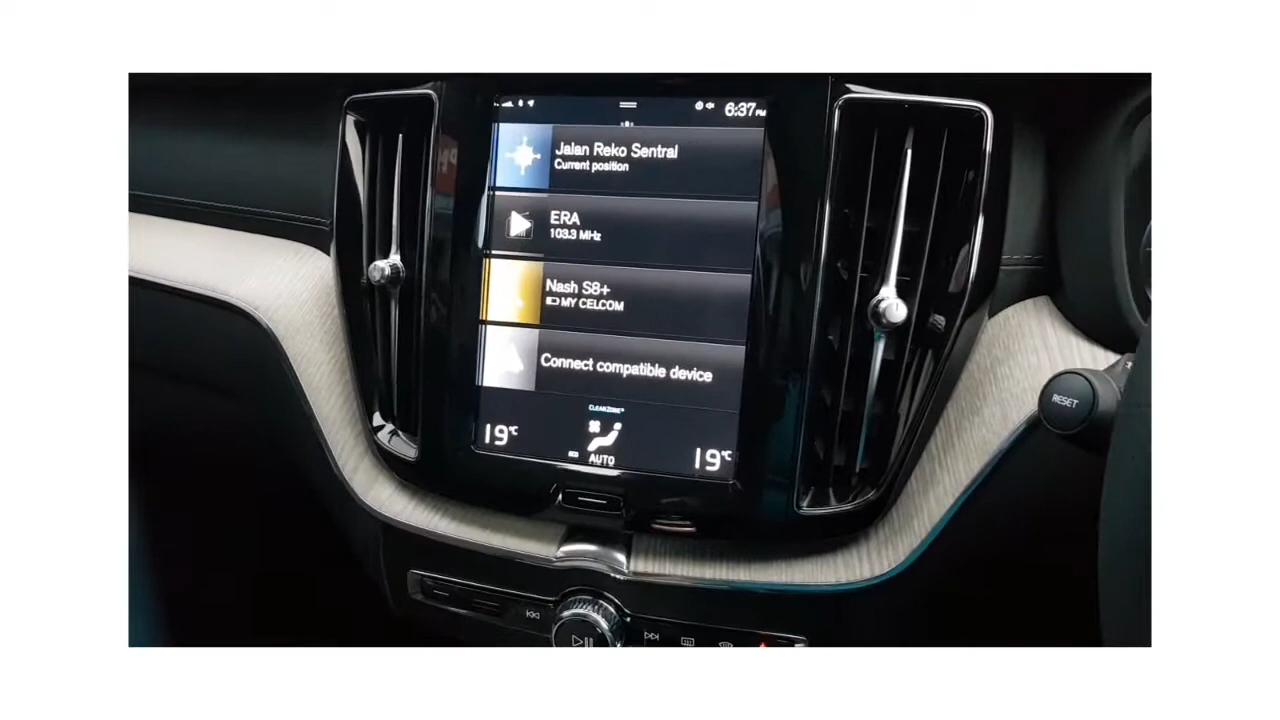 6:37PM
Jalan Reko Sentral
Current position
ERA
103.3 MHz
Nash S8+
MY CELCOM
Connect compatible device
CLEANZONE
19°C
AUTO
19°C
RESET